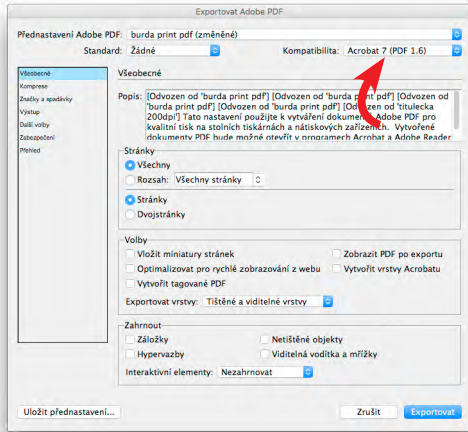 Exportovat Adobe PDF
Přednastavení Adobe PDF: burda print pdf (změněné)
Standard: Žádné Kompatibilita: Acrobat 7 (PDF 1.6)
Všeobecné
Komprese
Značky a spadávky
Výstup
Další volby
Zabezpečení
Přehled
Všeobecné
Popis: [Odvozen od 'burda print pdf'] [Odvozen od 'burda print pdf'] [Odvozen od
'burda print pdf'] [Odvozen od 'burda print pdf'] [Odvozen od 'titulecka
200dpi'] Tato nastavení použijte k vytváření dokumentů Adobe PDF pro
kvalitní tisk na stolních tiskárnách a nátiskových zařízeních. Vytvořené
dokumenty PDF bude možné otevřít v programech Acrobat a Adobe Reader
Stránky
Všechny
Rozsah: Všechny stránky
Stránky
Dvojstránky
Volby
Vložit miniatury stránek Zobrazit PDF po exportu
Optimalizovat pro rychlé zobrazování z webu Vytvořit vrstvy Acrobatu
Vytvořit tagované PDF
Exportovat vrstvy: Tištěné a viditelné vrstvy
Zahrnout
Záložky Netištěné objekty
Hypervazby Viditelná vodítka a mřížky
Interaktivní elementy: Nezahrnovat
Uložit přednastavení... Zrušit Exportovat